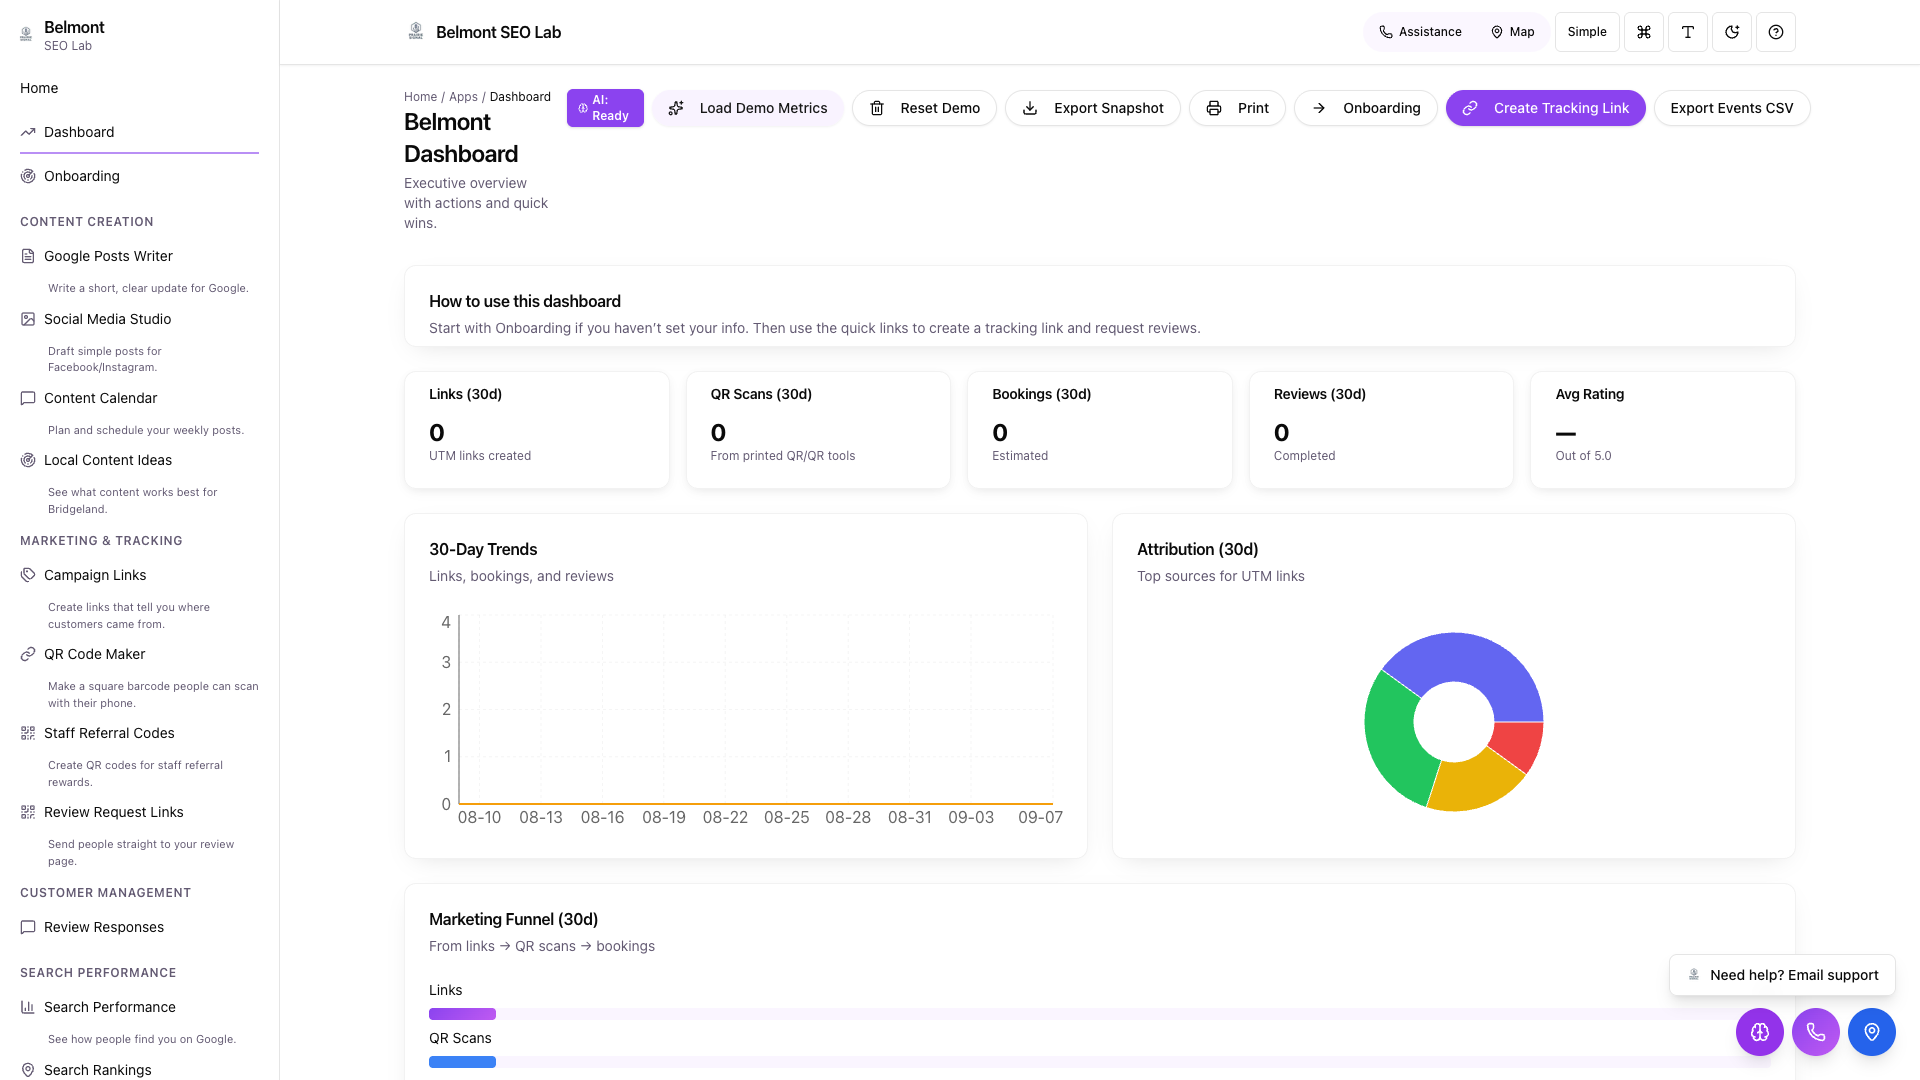 Belmont
SEO Lab
Home
Dashboard
Onboarding
CONTENT CREATION
Google Posts Writer
Write a short, clear update for Google.
Social Media Studio
Draft simple posts for
Facebook/Instagram.
Content Calendar
Plan and schedule your weekly posts.
Local Content Ideas
See what content works best for
Bridgeland.
MARKETING & TRACKING
Campaign Links
Create links that tell you where
customers came from.
QR Code Maker
Make a square barcode people can scan
with their phone.
Staff Referral Codes
Create QR codes for staff referral
rewards.
Review Request Links
Send people straight to your review
page.
CUSTOMER MANAGEMENT
Review Responses
SEARCH PERFORMANCE
Search Performance
See how people find you on Google.
Search Rankings
Belmont SEO Lab
Assistance
Map
Simple
Home / Apps / Dashboard
Belmont
Dashboard
Executive overview
with actions and quick
wins.
AI:
Ready
Load Demo Metrics
Reset Demo
Export Snapshot
Print
Onboarding
Create Tracking Link
Export Events CSV
How to use this dashboard
Start with Onboarding if you haven’t set your info. Then use the quick links to create a tracking link and request reviews.
Links (30d)
0
UTM links created
QR Scans (30d)
0
From printed QR/QR tools
Bookings (30d)
0
Estimated
Reviews (30d)
0
Completed
Avg Rating
—
Out of 5.0
30-Day Trends
Links, bookings, and reviews
4
3
2
1
0
08-10 08-13 08-16 08-19 08-22 08-25 08-28 08-31 09-03 09-07
Attribution (30d)
Top sources for UTM links
Marketing Funnel (30d)
From links → QR scans → bookings
Links
QR Scans
Need help? Email support